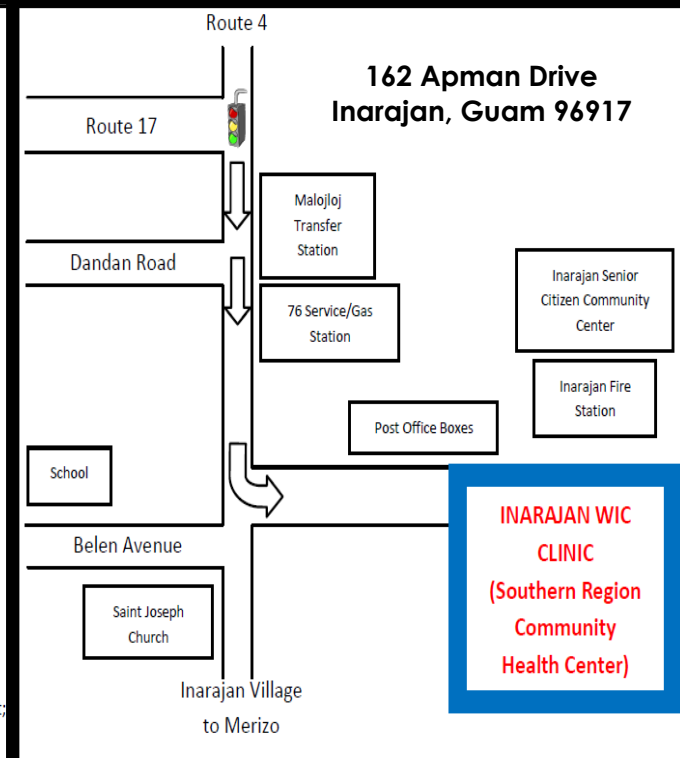 Route 4
162 Apman Drive
Inarajan, Guam 96917
Route 17
Malojloj
Transfer
Station
Dandan Road
Inarajan Senior
Citizen Community
Center
76 Service/Gas
Station
Inarajan Fire
Station
Post Office Boxes
School
INARAJAN WIC
CLINIC
(Southern Region
Community
Health Center)
Belen Avenue
Saint Joseph
Church
Inarajan Village
to Merizo